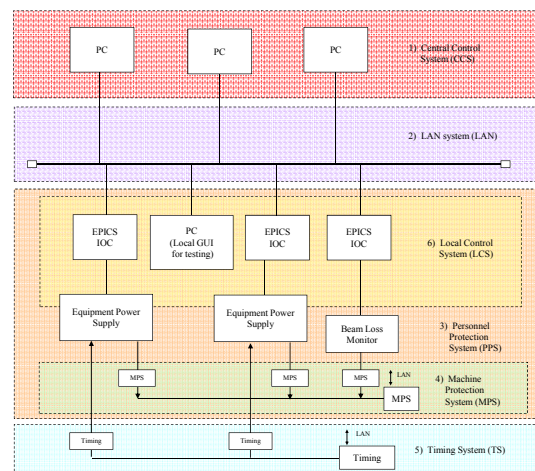 PC
PC
PC
1) Central Control
System (CCS)
2) LAN system (LAN)
EPICS
IOC
PC
(Local GUI
for testing)
EPICS
IOC
EPICS
IOC
6) Local Control
System (LCS)
Equipment Power
Supply
Equipment Power
Supply
Beam Loss
Monitor
3) Personnel
Protection
System (PPS)
MPS
MPS
MPS
LAN
MPS
4) Machine
Protection
System (MPS)
Timing
Timing
LAN
Timing
5) Timing System (TS)